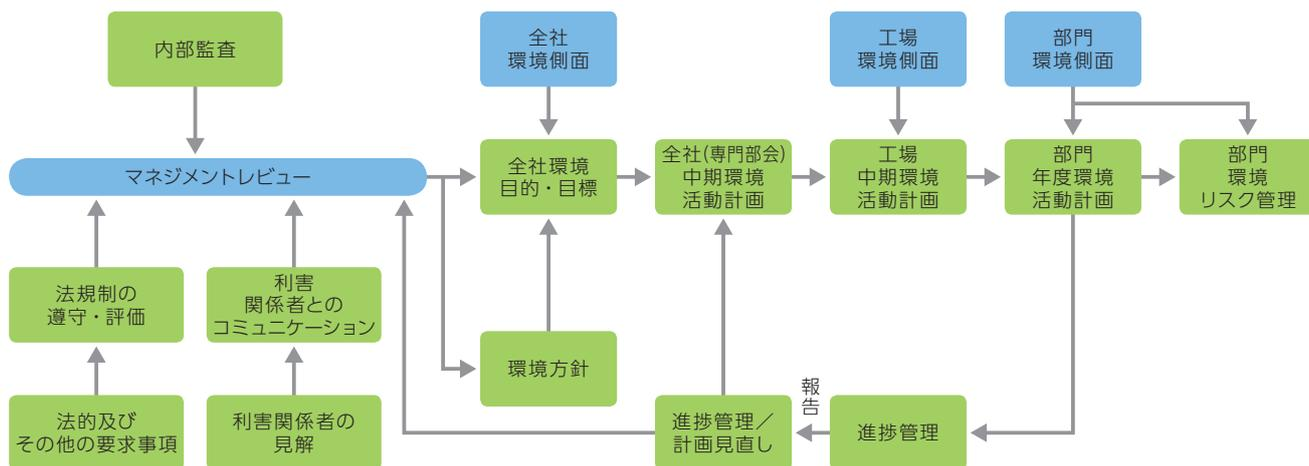 内部監査
全社
環境側面
工場
環境側面
部門
環境側面
マネジメントレビュー
全社環境
目的・目標
全社(専門部会)
中期環境
活動計画
工場
中期環境
活動計画
部門
年度環境
活動計画
部門
環境
リスク管理
法規制の
遵守・評価
利害
関係者との
コミュニケーション
環境方針
法的及び
その他の要求事項
利害関係者の
見解
進捗管理／
計画見直し
報告
進捗管理